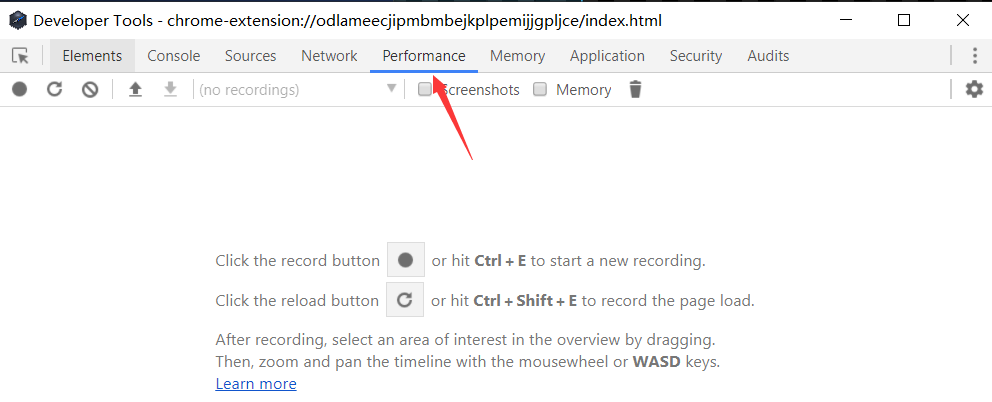 Developer Tools - chrome-extension://odlameecjipmbmbejkplpemijjgpljce/index.html
Elements Console Sources Network Performance Memory Application Security Audits
(no recordings) Screenshots Memory
Click the record button or hit Ctrl + E to start a new recording.
Click the reload button or hit Ctrl + Shift + E to record the page load.
After recording, select an area of interest in the overview by dragging.
Then, zoom and pan the timeline with the mousewheel or WASD keys.
Learn more